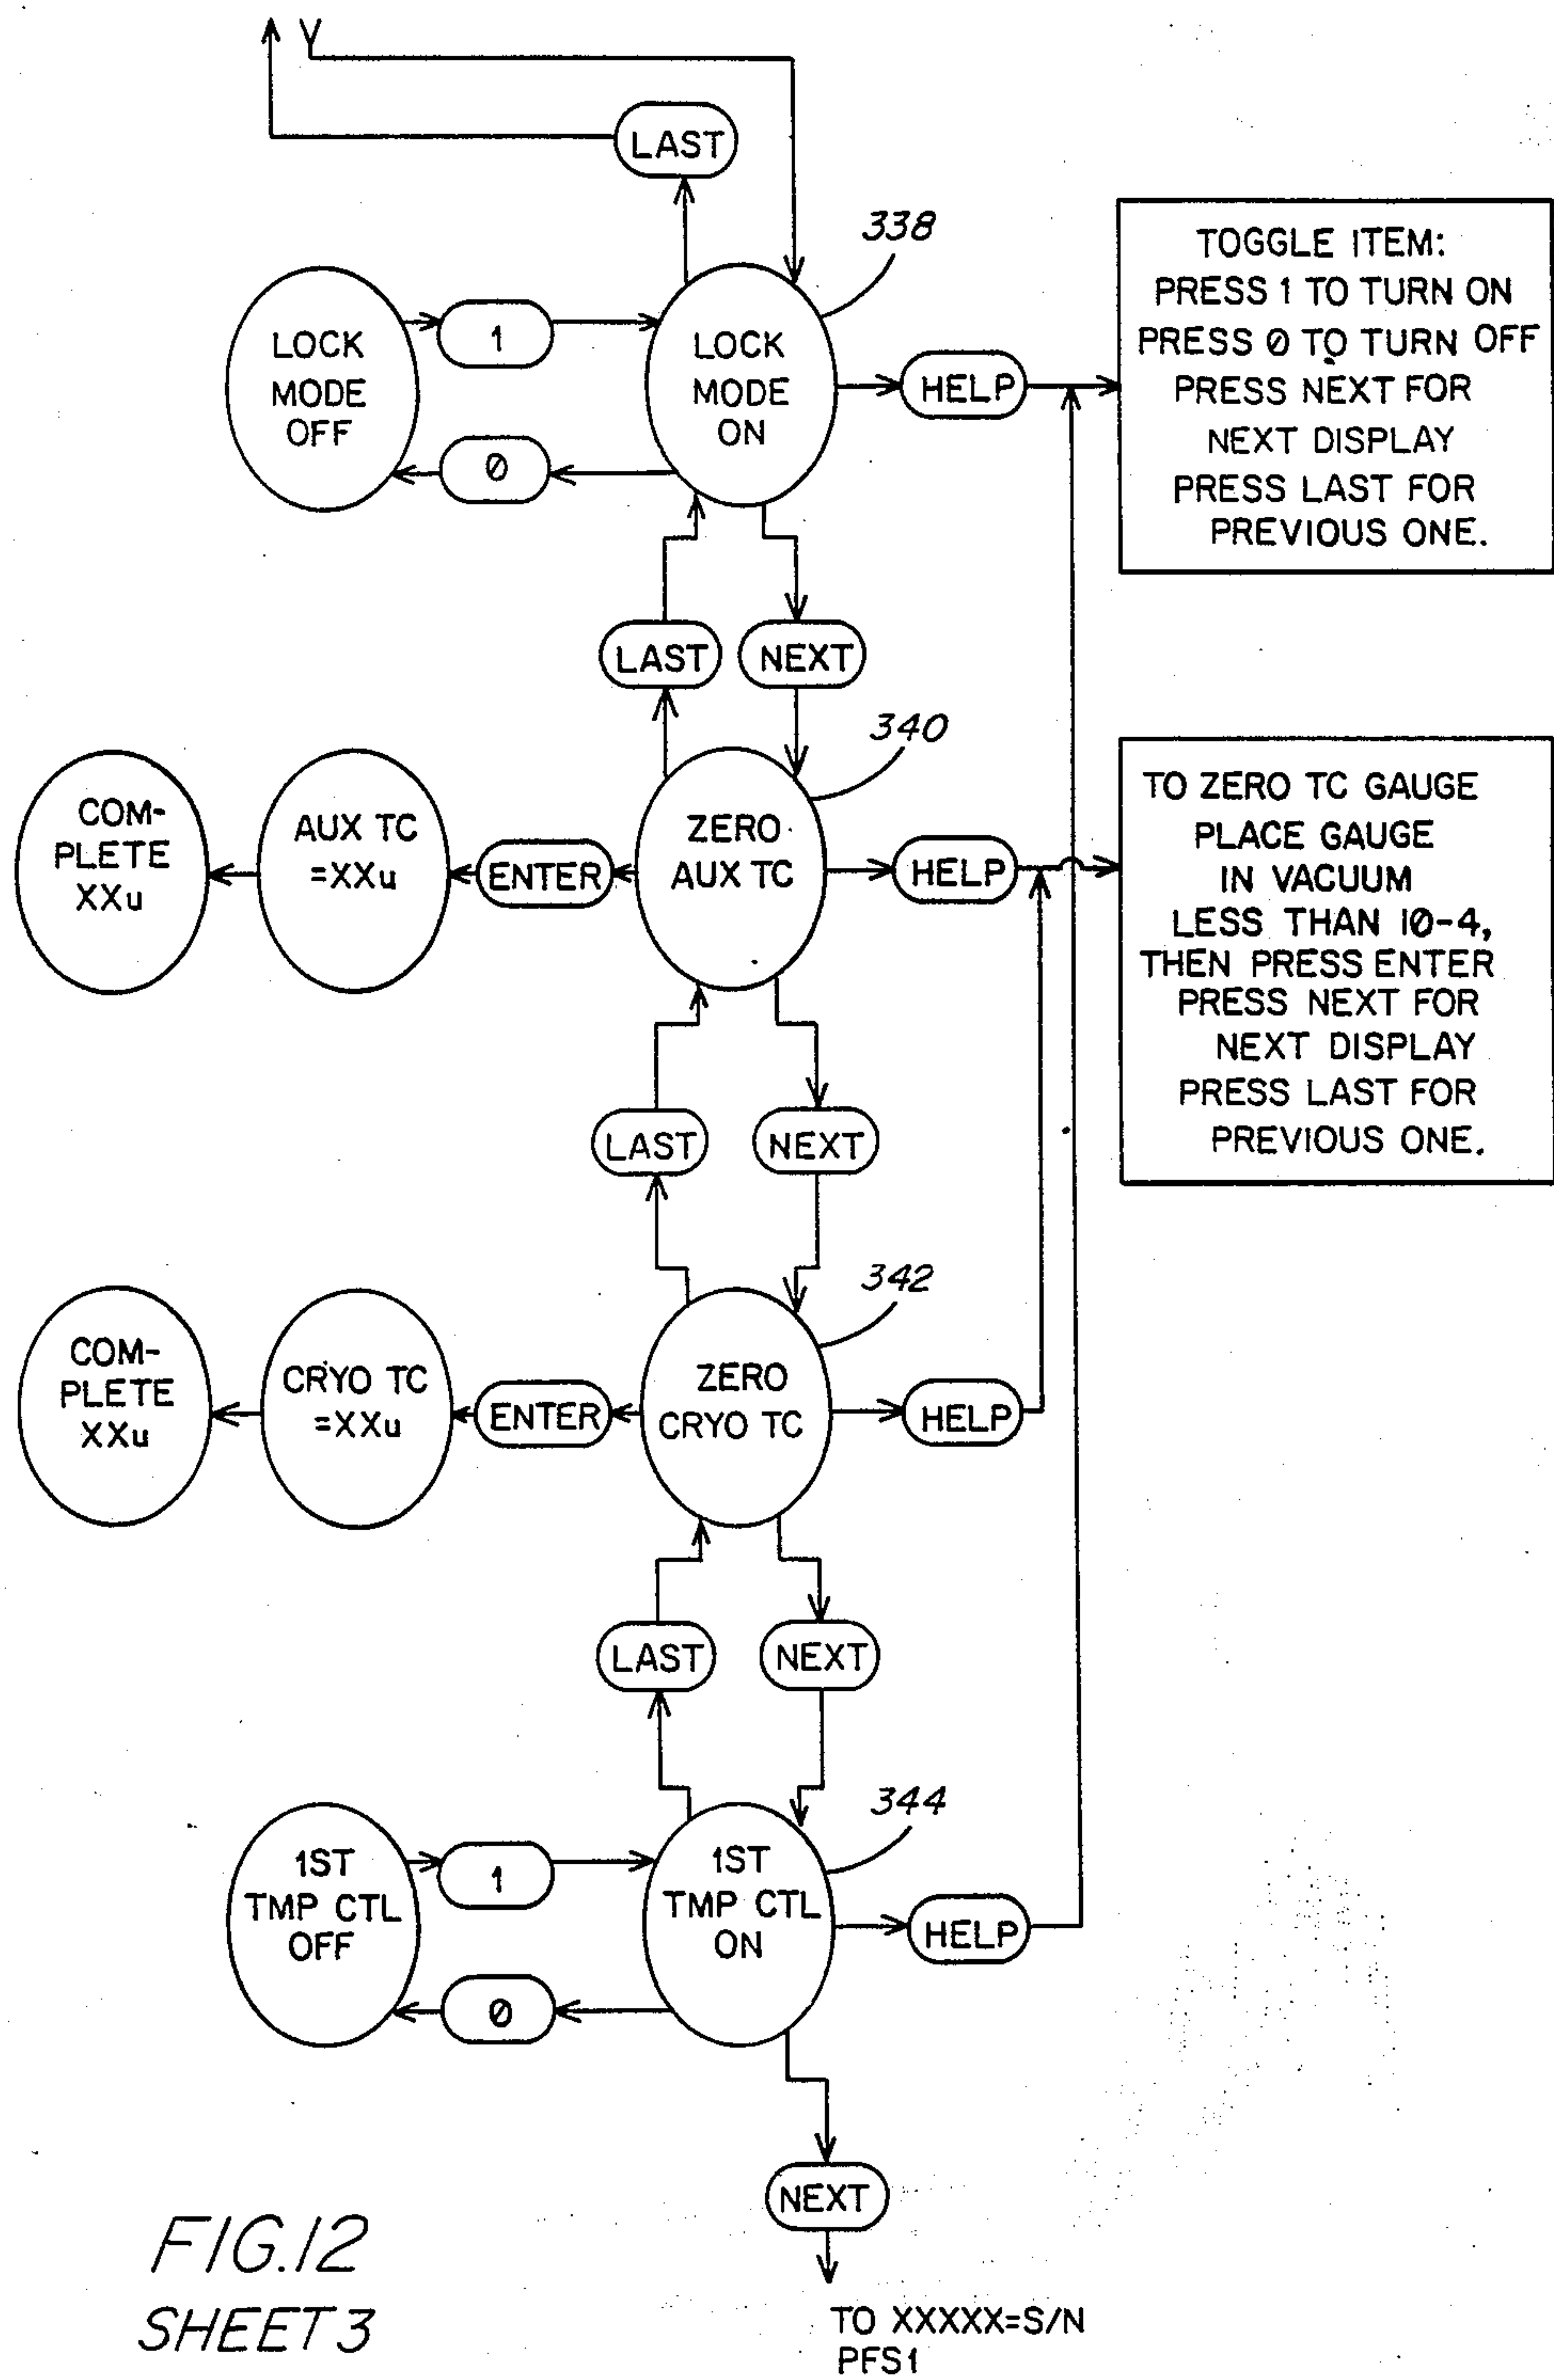 LAST
338
LOCK
MODE
OFF
1
0
LOCK
MODE
ON
HELP
TOGGLE ITEM:
PRESS 1 TO TURN ON
PRESS 0 TO TURN OFF
PRESS NEXT FOR
NEXT DISPLAY
PRESS LAST FOR
PREVIOUS ONE.
LAST
NEXT
340
COM-
PLETE
XXu
AUX TC
=XXu
ENTER
ZERO
AUX TC
HELP
TO ZERO TC GAUGE
PLACE GAUGE
IN VACUUM
LESS THAN 10-4,
THEN PRESS ENTER
PRESS NEXT FOR
NEXT DISPLAY
PRESS LAST FOR
PREVIOUS ONE.
LAST
NEXT
342
COM-
PLETE
XXu
CRYO TC
=XXu
ENTER
ZERO
CRYO TC
HELP
LAST
NEXT
344
1ST
TMP CTL
OFF
1
0
1ST
TMP CTL
ON
HELP
NEXT
TO XXXXX=S/N
PFS1
FIG.12
SHEET 3